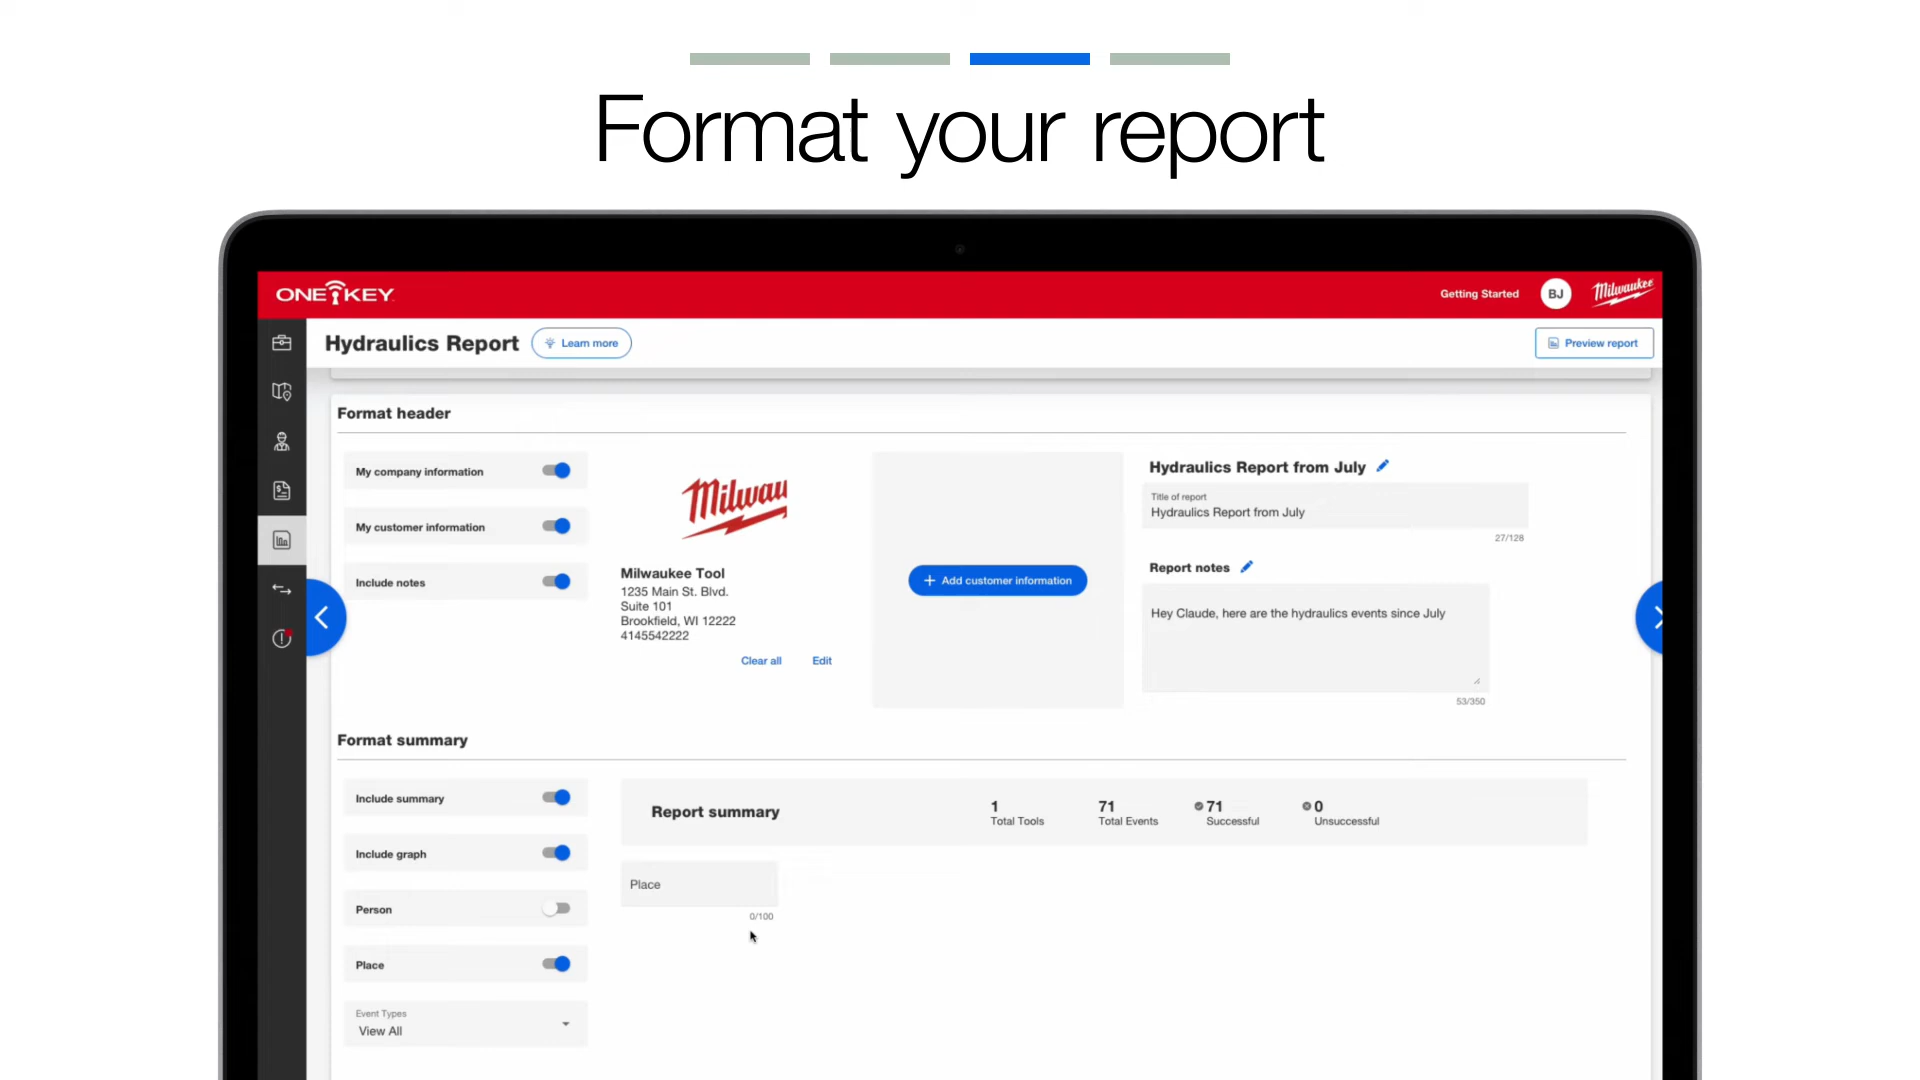 Format your report
ONE KEY
Getting Started
BJ
Milwaukee
Hydraulics Report
Learn more
Preview report
Format header
My company information
My customer information
Include notes
Milwau
Milwaukee Tool
1235 Main St. Blvd.
Suite 101
Brookfield, WI 12222
4145542222
Clear all
Edit
+ Add customer information
Hydraulics Report from July
Title of report
Hydraulics Report from July
27/128
Report notes
Hey Claude, here are the hydraulics events since July
53/350
Format summary
Include summary
Include graph
Person
Place
Event Types
View All
Report summary
1
Total Tools
71
Total Events
71
Successful
0
Unsuccessful
Place
0/100